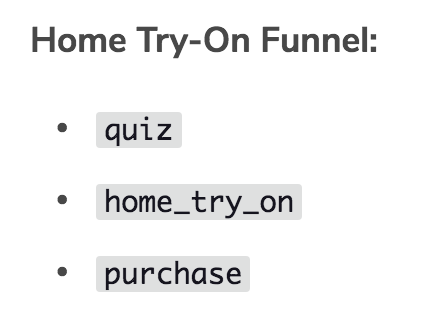 Home Try-On Funnel:
• quiz
• home_try_on
• purchase